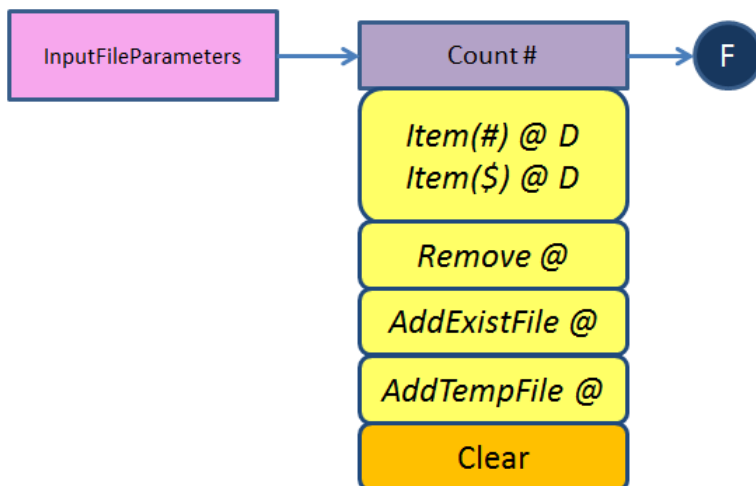 InputFileParameters
Count #
F
Item(#) @ D
Item($) @ D
Remove @
AddExistFile @
AddTempFile @
Clear